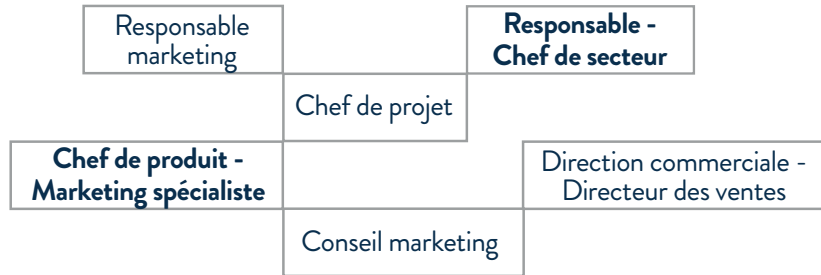 Responsable
marketing
Responsable -
Chef de secteur
Chef de projet
Chef de produit -
Marketing spécialiste
Direction commerciale -
Directeur des ventes
Conseil marketing